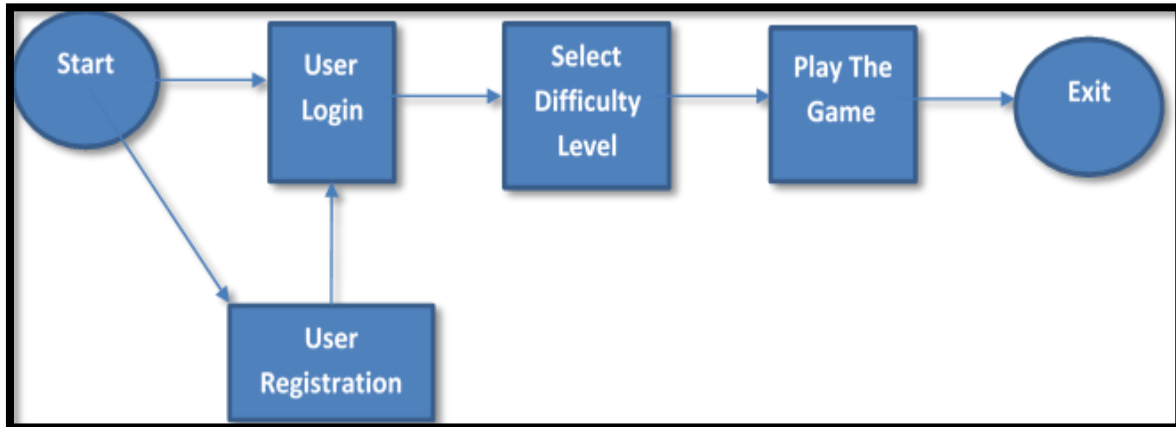 Start
User
Login
Select
Difficulty
Level
Play The
Game
Exit
User
Registration